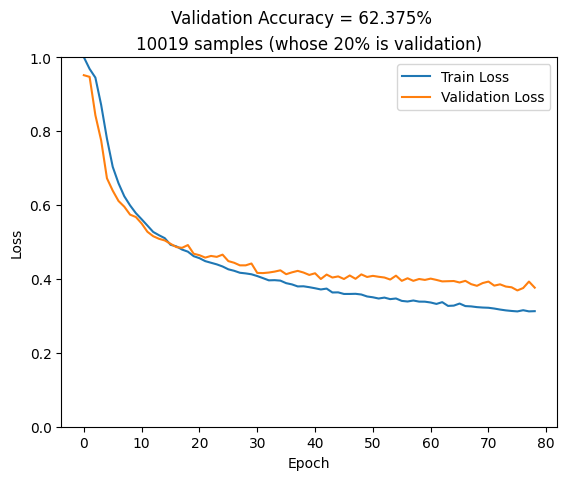 Validation Accuracy = 62.375%
10019 samples (whose 20% is validation)
Train Loss
Validation Loss
1.0
0.8
0.6
0.4
0.2
0.0
Loss
0 10 20 30 40 50 60 70 80
Epoch